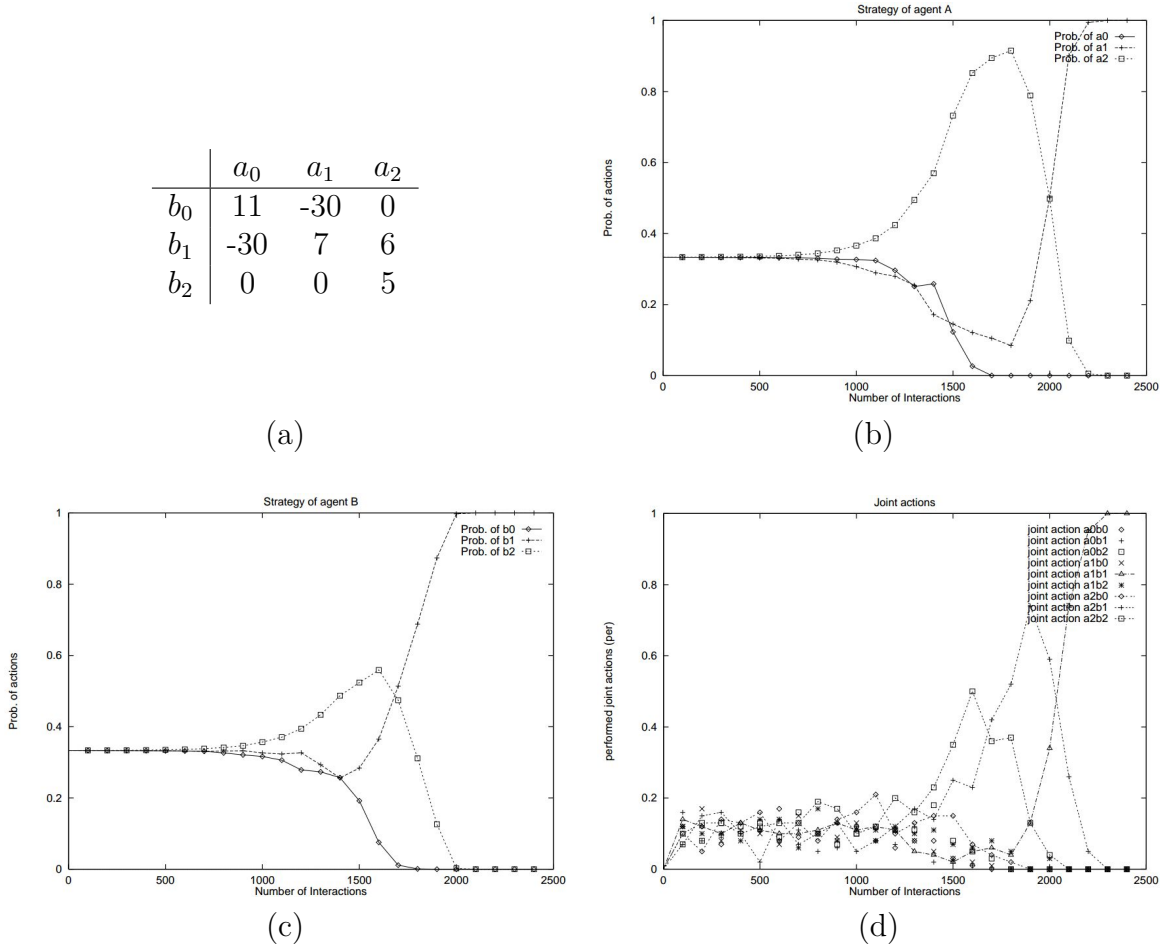 a0 a1 a2
b0 11 -30 0
b1 -30 7 6
b2 0 0 5
(a)
Strategy of agent A
Prob. of a0
Prob. of a1
Prob. of a2
Prob. of actions
1
0.8
0.6
0.4
0.2
0
0 500 1000 1500 2000 2500
Number of Interactions
(b)
Strategy of agent B
Prob. of b0
Prob. of b1
Prob. of b2
Prob. of actions
1
0.8
0.6
0.4
0.2
0
0 500 1000 1500 2000 2500
Number of Interactions
(c)
Joint actions
joint action a0b0
joint action a0b1
joint action a0b2
joint action a1b0
joint action a1b1
joint action a1b2
joint action a2b0
joint action a2b1
joint action a2b2
performed joint actions (per)
1
0.8
0.6
0.4
0.2
0
0 500 1000 1500 2000 2500
Number of Interactions
(d)